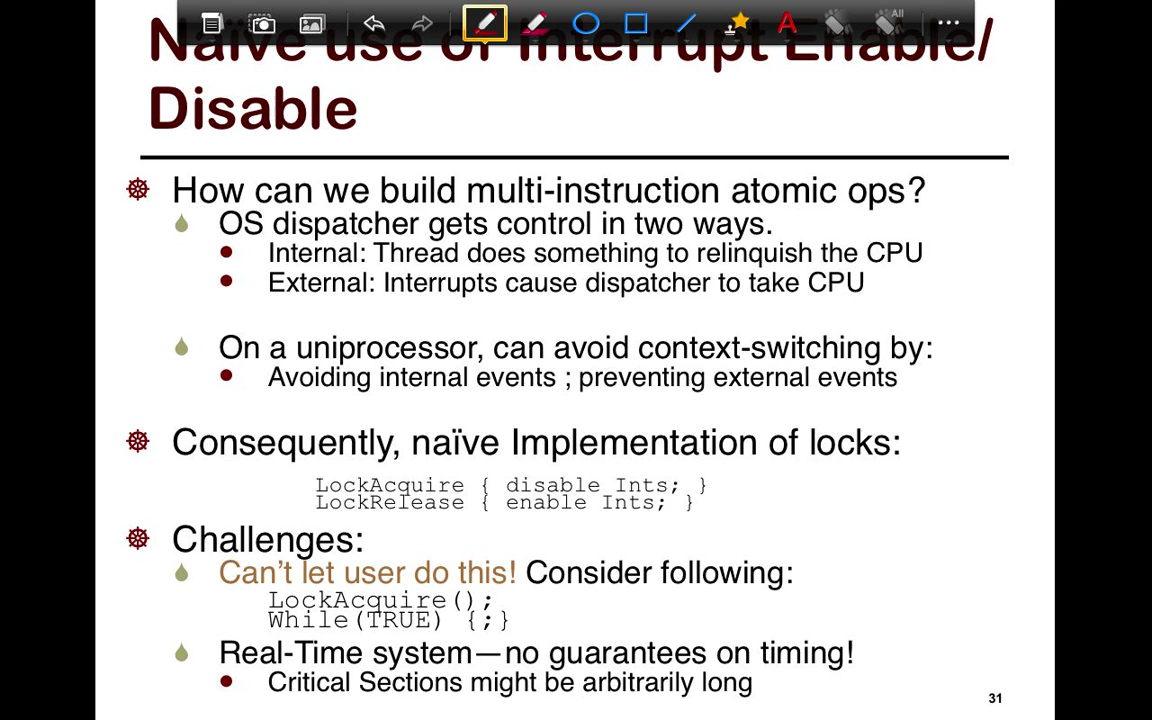 Naïve use of Interrupt Enable/
Disable
How can we build multi-instruction atomic ops?
OS dispatcher gets control in two ways.
Internal: Thread does something to relinquish the CPU
External: Interrupts cause dispatcher to take CPU
On a uniprocessor, can avoid context-switching by:
Avoiding internal events ; preventing external events
Consequently, naïve Implementation of locks:
LockAcquire { disable Ints; }
LockRelease { enable Ints; }
Challenges:
Can't let user do this! Consider following:
LockAcquire();
While(TRUE) {;}
Real-Time system—no guarantees on timing!
Critical Sections might be arbitrarily long
31
A
All